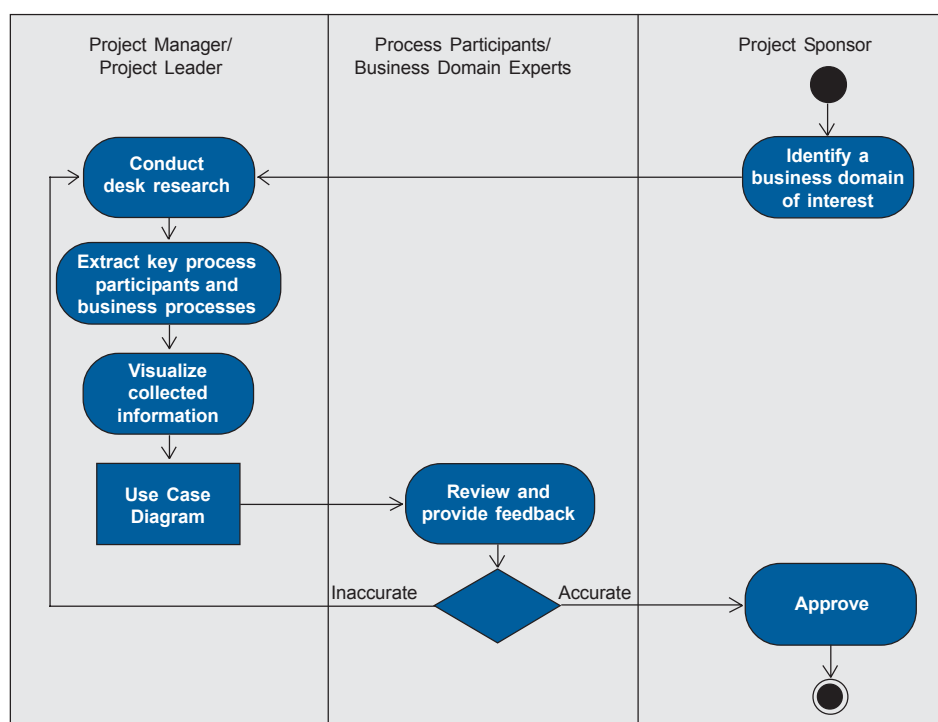 Project Manager/
Project Leader
Process Participants/
Business Domain Experts
Project Sponsor
Conduct
desk research
Identify a
business domain
of interest
Extract key process
participants and
business processes
Visualize
collected
information
Use Case
Diagram
Review and
provide feedback
Inaccurate
Accurate
Approve